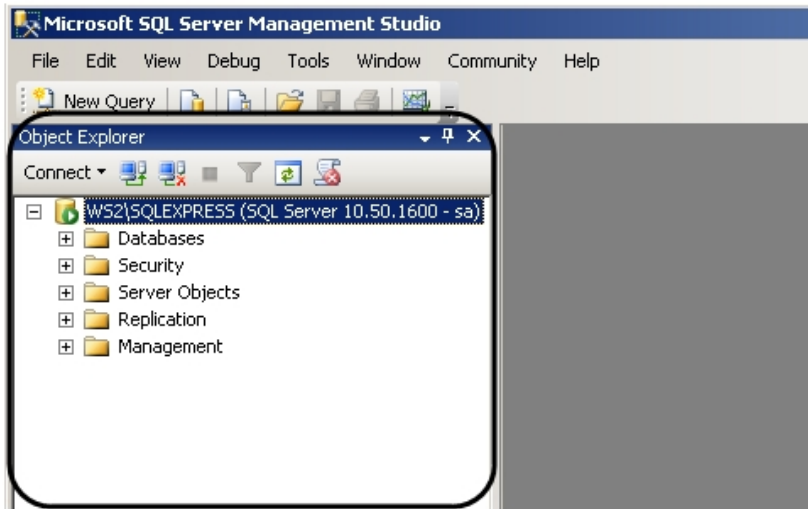 Microsoft SQL Server Management Studio
File Edit View Debug Tools Window Community Help
New Query
Object Explorer
Connect
WS2\SQLEXPRESS (SQL Server 10.50.1600 - sa)
Databases
Security
Server Objects
Replication
Management